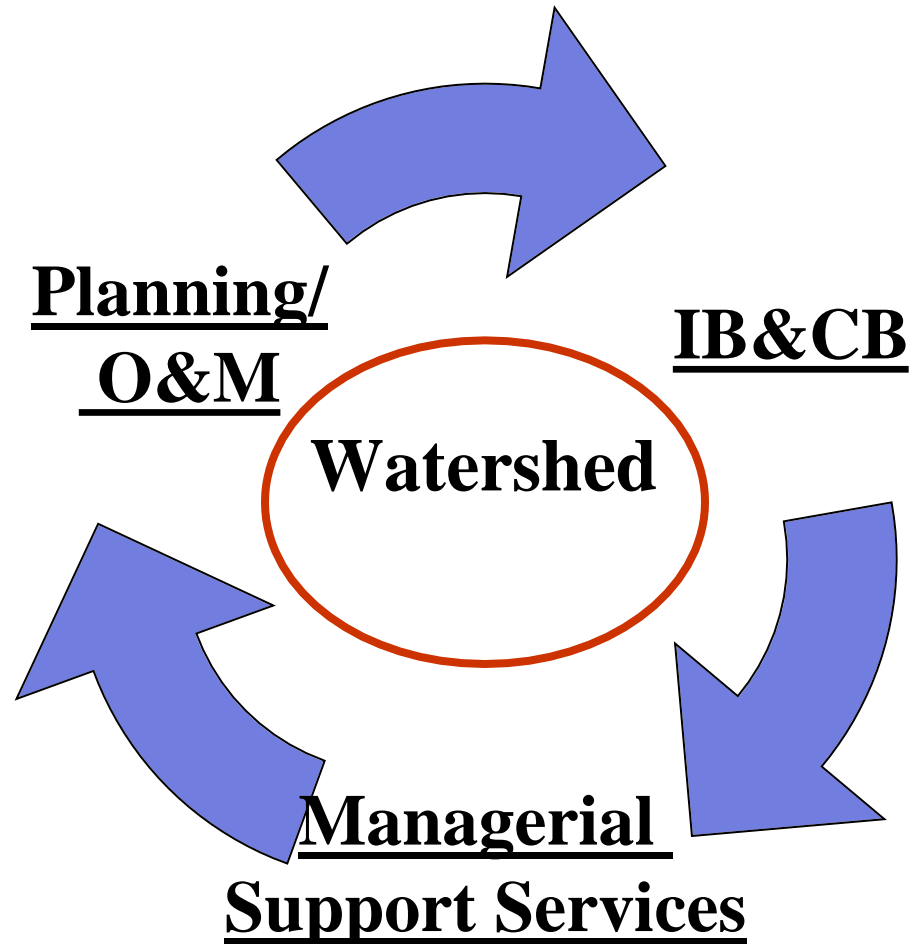 Planning/
O&M
IB&CB
Watershed
Managerial
Support Services